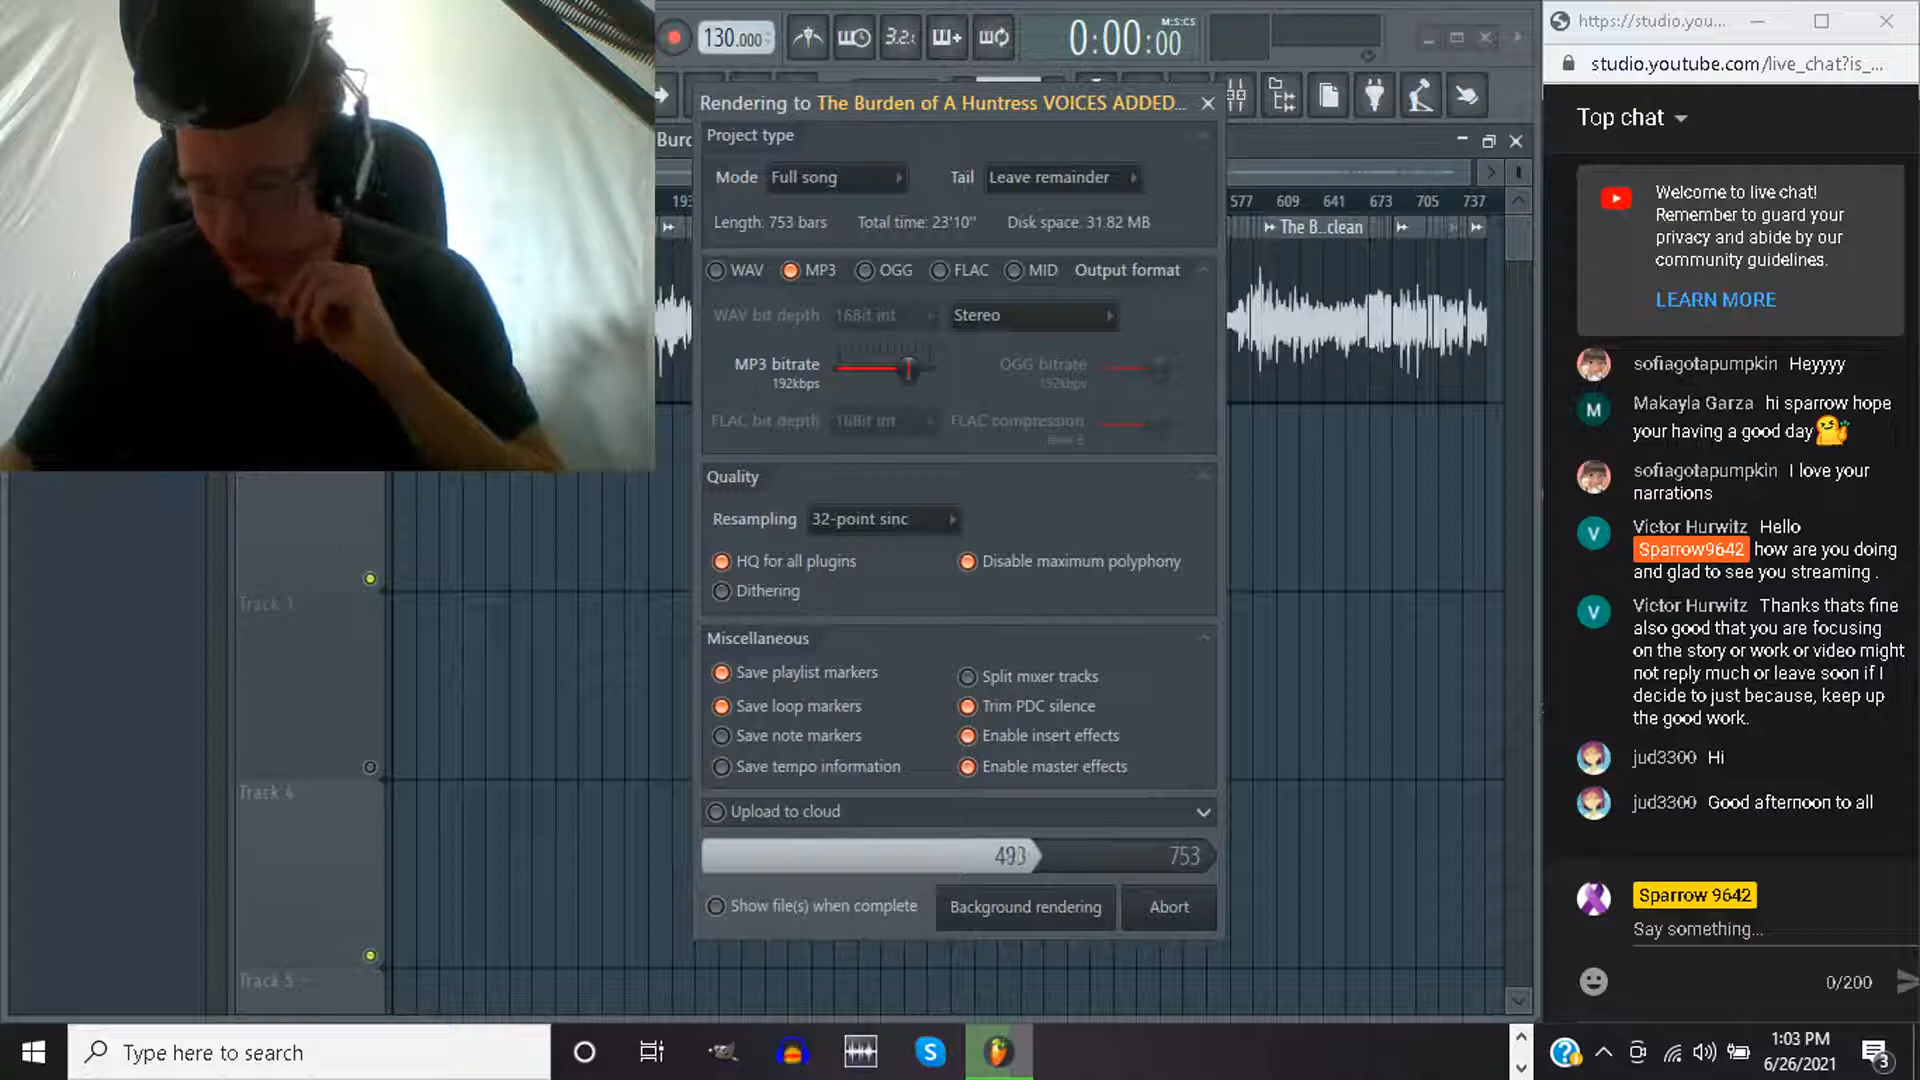 130.000
3.2:
0:00:00
M:S:CS
https://studio.you...
studio.youtube.com/live_chat?is_...
Rendering to The Burden of A Huntress VOICES ADDED...
Burd
Project type
Mode Full song Tail Leave remainder
Length: 753 bars Total time: 23'10" Disk space: 31.82 MB
193
577 609 641 673 705 737
The B..clean
WAV MP3 OGG FLAC MID Output format
WAV bit depth 16Bit int Stereo
MP3 bitrate OGG bitrate
192kbps 192kbps
FLAC bit depth 16Bit int FLAC compression
Quality
Resampling 32-point sinc
HQ for all plugins Disable maximum polyphony
Dithering
Miscellaneous
Save playlist markers Split mixer tracks
Save loop markers Trim PDC silence
Save note markers Enable insert effects
Save tempo information Enable master effects
Upload to cloud
753
Show file(s) when complete Background rendering Abort
Track 4
Track 5
Top chat
Welcome to live chat!
Remember to guard your
privacy and abide by our
community guidelines.
LEARN MORE
sofiagotapumpkin Heyyyy
M Makayla Garza hi sparrow hope
your having a good day
sofiagotapumpkin I love your
narrations
V Victor Hurwitz Hello
Sparrow9642 how are you doing
and glad to see you streaming .
V Victor Hurwitz Thanks thats fine
also good that you are focusing
on the story or work or video might
not reply much or leave soon if I
decide to just because, keep up
the good work.
jud3300 Hi
jud3300 Good afternoon to all
Sparrow 9642
Say something...
0/200
Type here to search
1:03 PM
6/26/2021
3